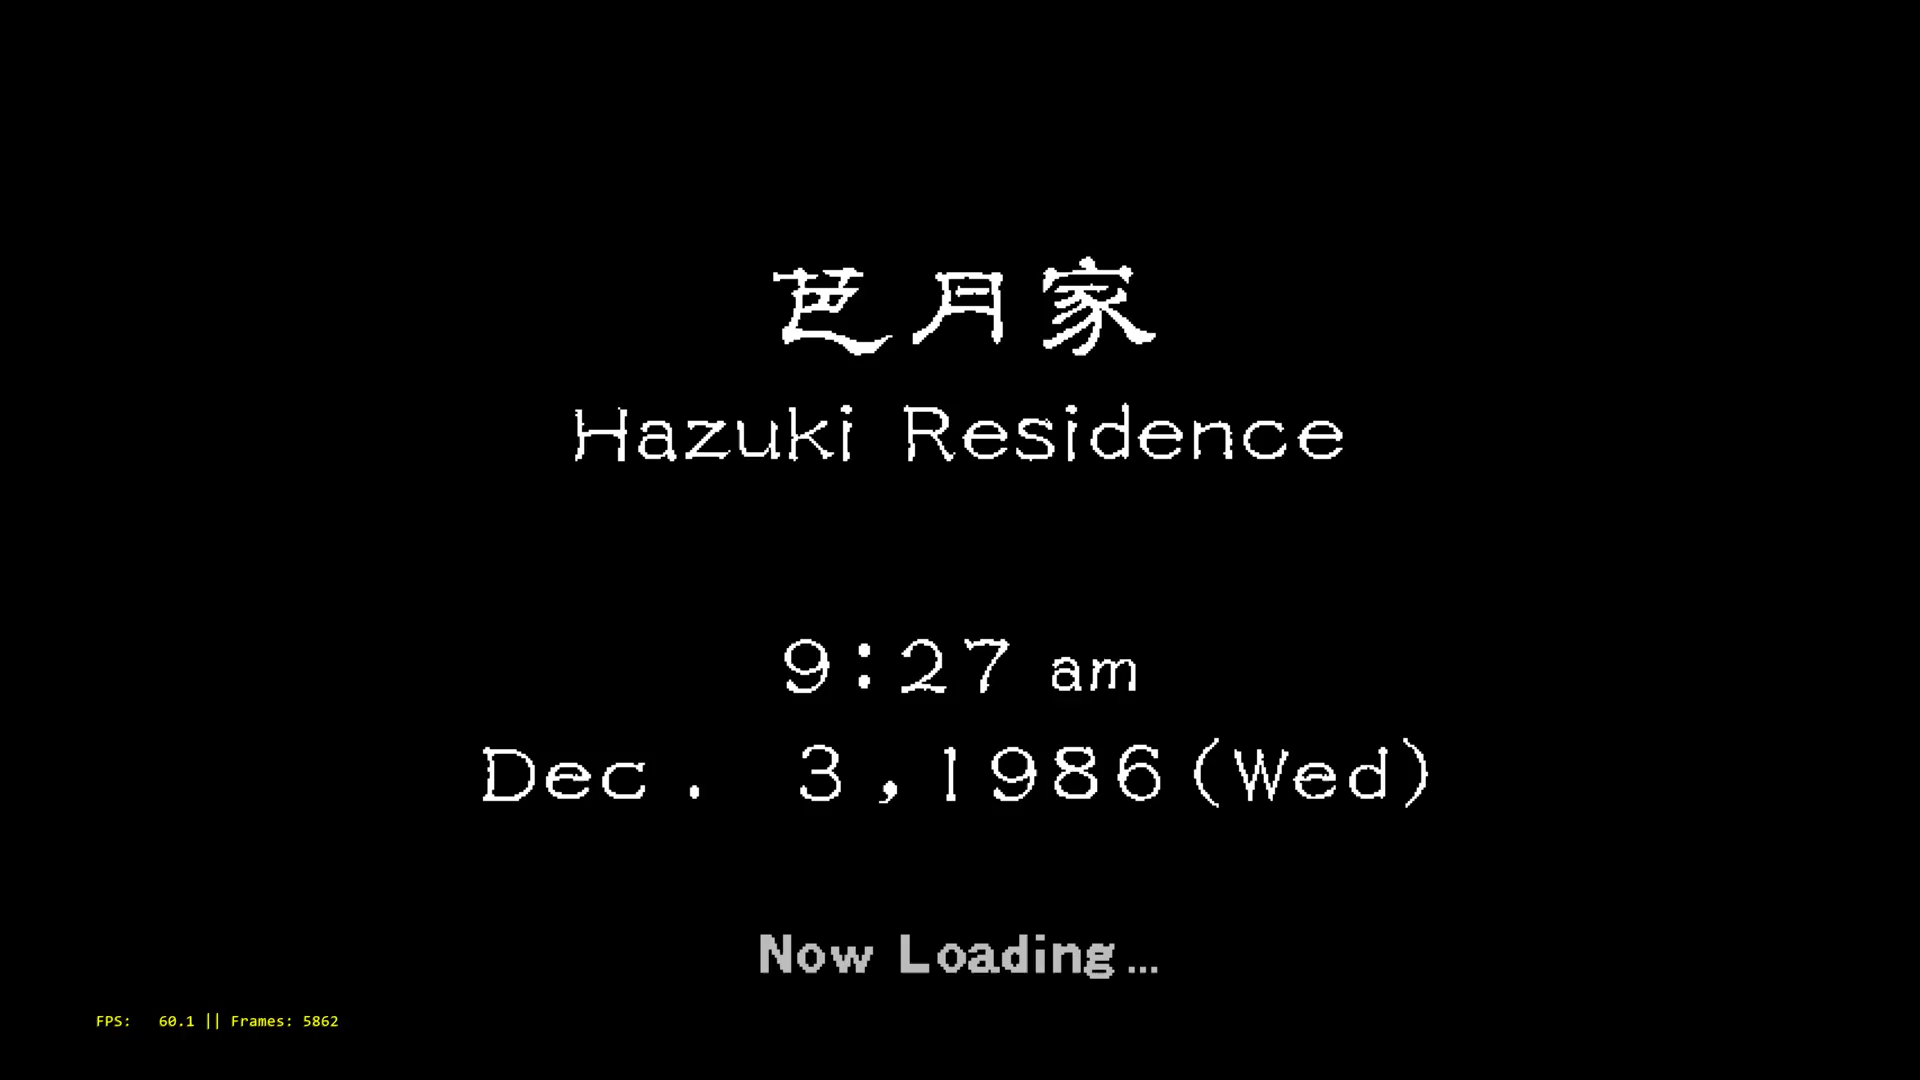 芭月家
Hazuki Residence
9:27 am
Dec. 3,1986(Wed)
Now Loading...
FPS: 60.1 || Frames: 5862